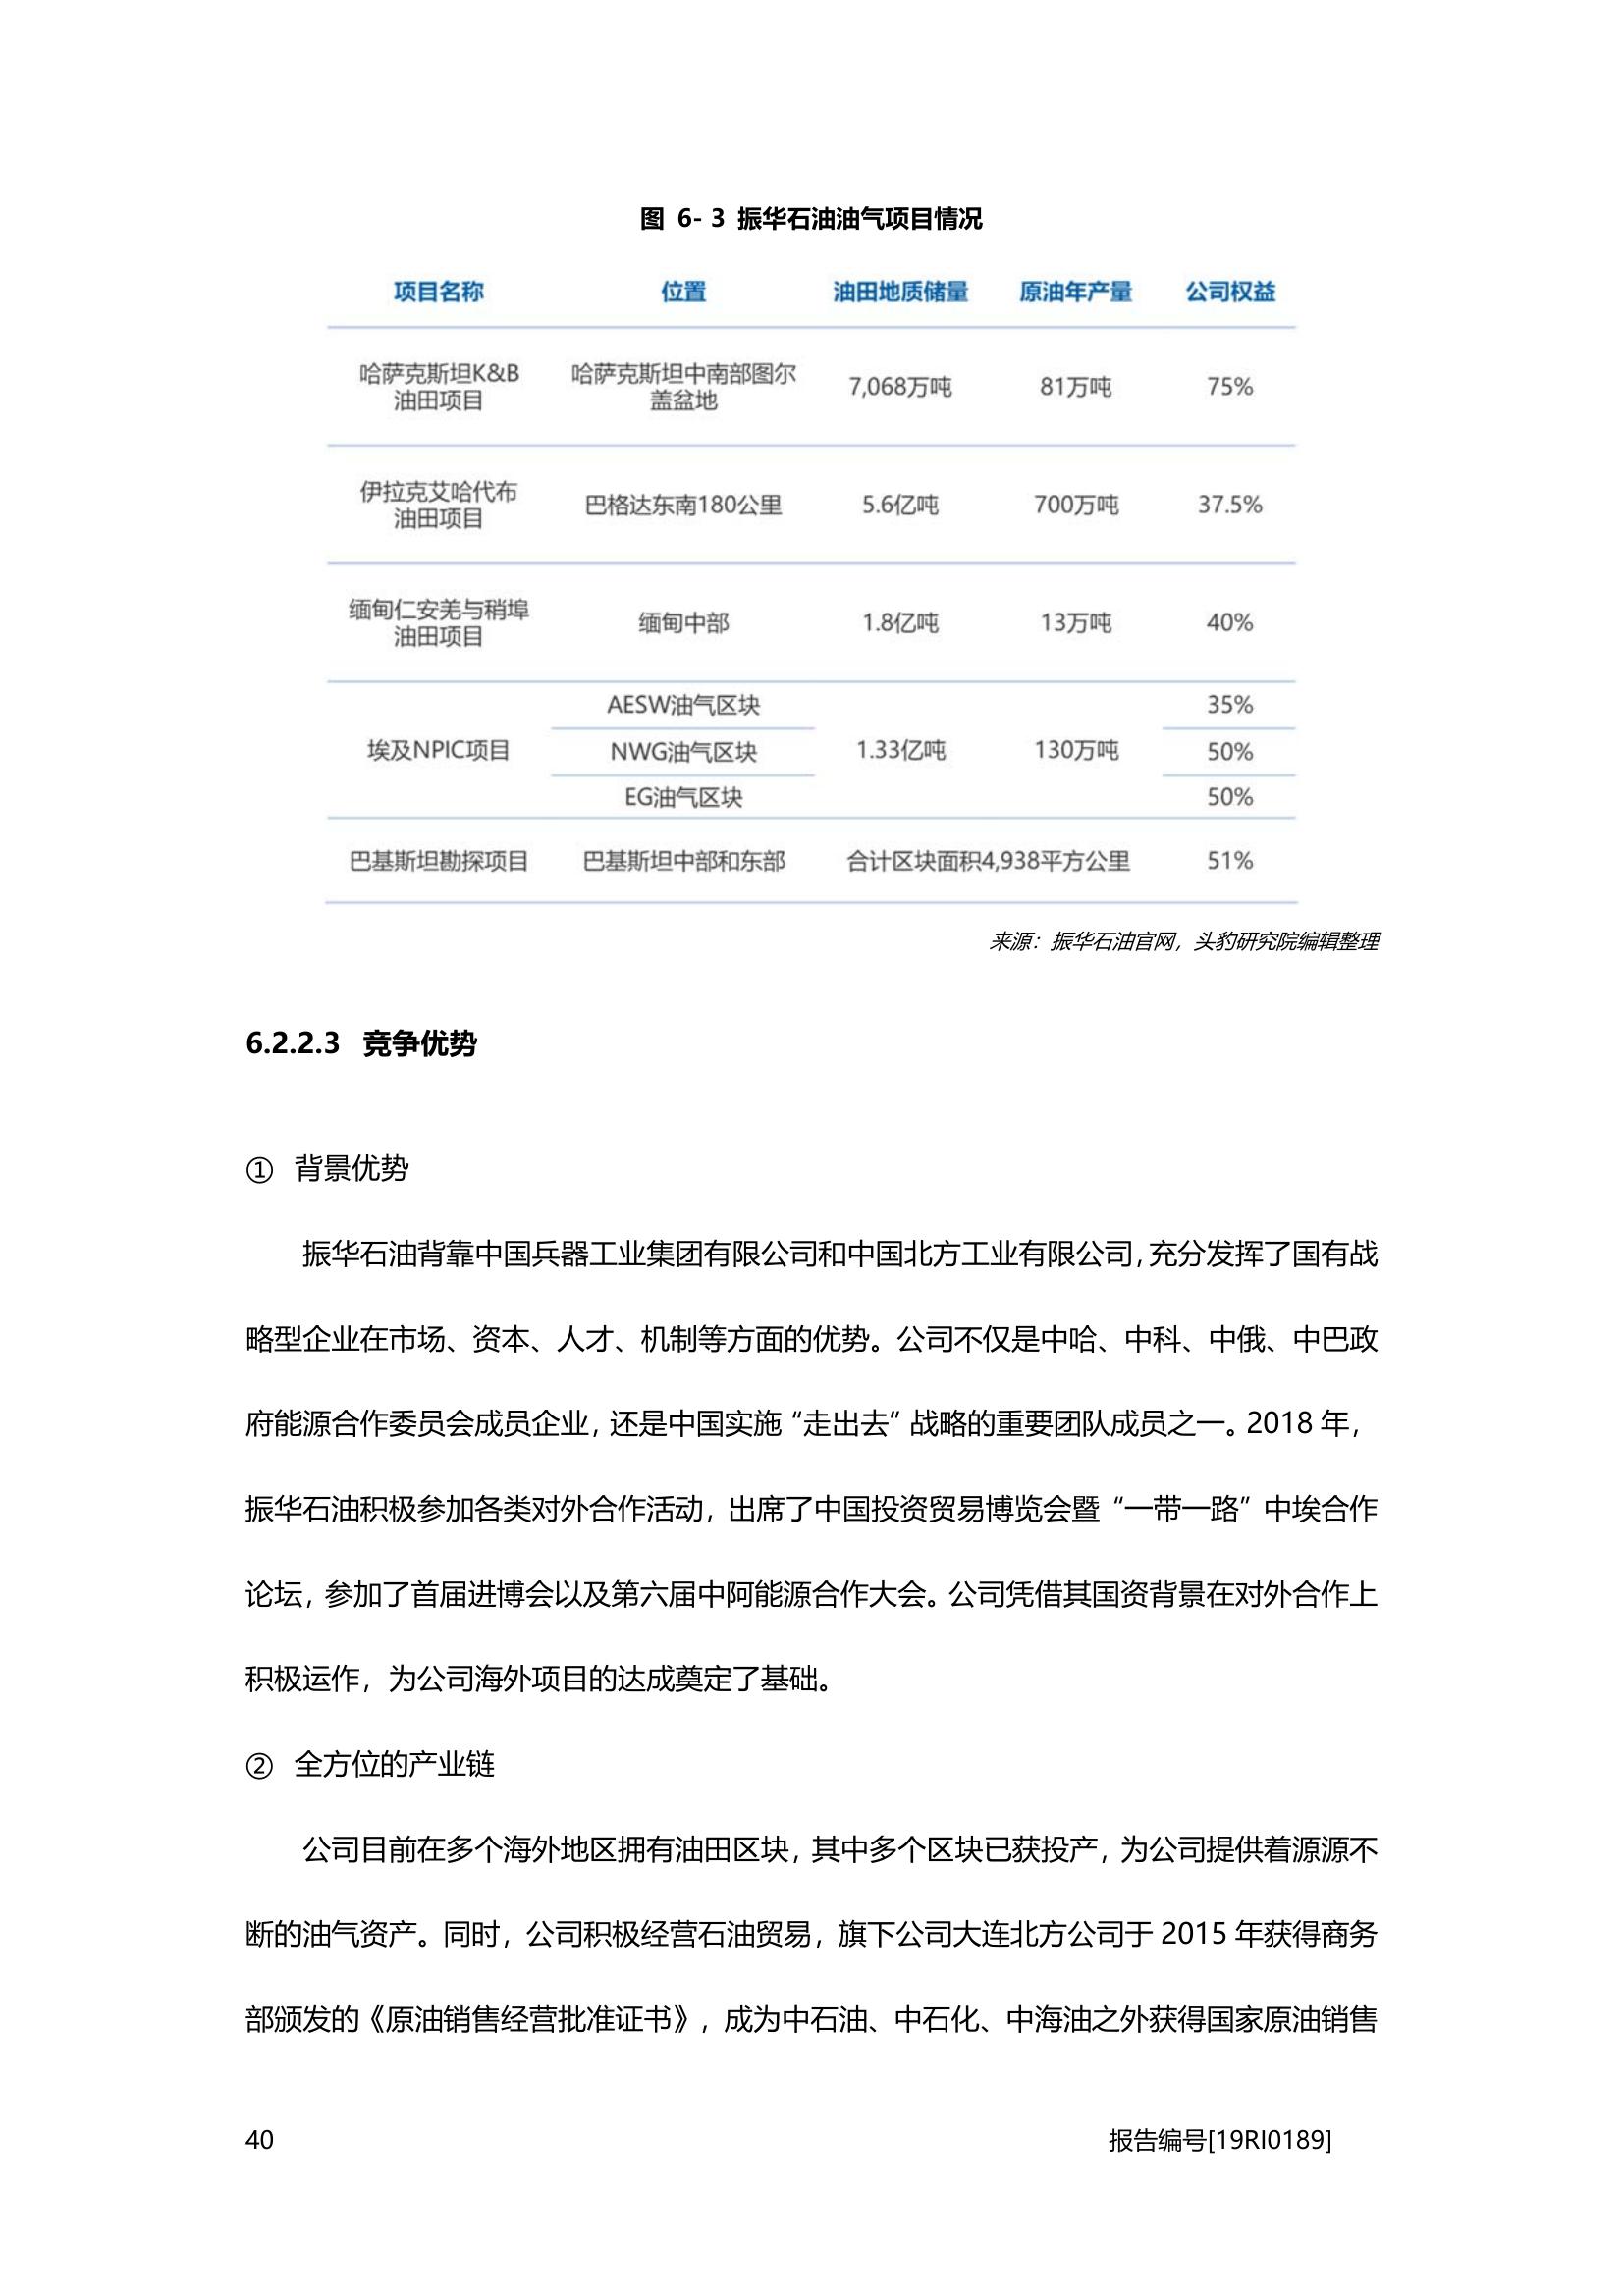 图 6- 3 振华石油油气项目情况
项目名称 位置 油田地质储量 原油年产量 公司权益
哈萨克斯坦K&B
油田项目
哈萨克斯坦中南部图尔
盖盆地
7,068万吨 81万吨 75%
伊拉克艾哈代布
油田项目
巴格达东南180公里 5.6亿吨 700万吨 37.5%
缅甸仁安羌与稍埠
油田项目
缅甸中部 1.8亿吨 13万吨 40%
埃及NPIC项目
AESW油气区块 35%
NWG油气区块 1.33亿吨 130万吨 50%
EG油气区块 50%
巴基斯坦勘探项目 巴基斯坦中部和东部 合计区块面积4,938平方公里 51%
来源：振华石油官网，头豹研究院编辑整理
6.2.2.3 竞争优势
① 背景优势
振华石油背靠中国兵器工业集团有限公司和中国北方工业有限公司，充分发挥了国有战
略型企业在市场、资本、人才、机制等方面的优势。公司不仅是中哈、中科、中俄、中巴政
府能源合作委员会成员企业，还是中国实施“走出去”战略的重要团队成员之一。2018 年，
振华石油积极参加各类对外合作活动，出席了中国投资贸易博览会暨“一带一路”中埃合作
论坛，参加了首届进博会以及第六届中阿能源合作大会。公司凭借其国资背景在对外合作上
积极运作，为公司海外项目的达成奠定了基础。
② 全方位的产业链
公司目前在多个海外地区拥有油田区块，其中多个区块已获投产，为公司提供着源源不
断的油气资产。同时，公司积极经营石油贸易，旗下公司大连北方公司于 2015 年获得商务
部颁发的《原油销售经营批准证书》，成为中石油、中石化、中海油之外获得国家原油销售
40 报告编号[19RI0189]